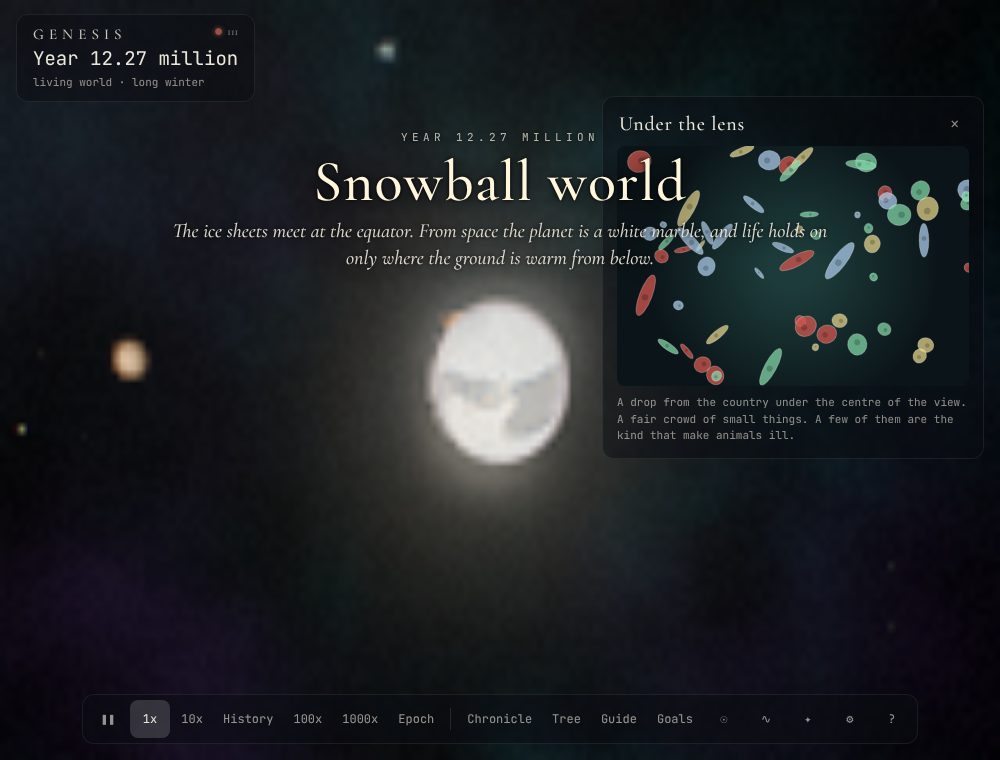 GENESIS
III
Year 12.27 million
living world · long winter
YEAR 12.27 MILLION
Snowball world
The ice sheets meet at the equator. From space the planet is a white marble, and life holds on
only where the ground is warm from below.
Under the lens
×
A drop from the country under the centre of the view.
A fair crowd of small things. A few of them are the
kind that make animals ill.
1x 10x History 100x 1000x Epoch Chronicle Tree Guide Goals ?